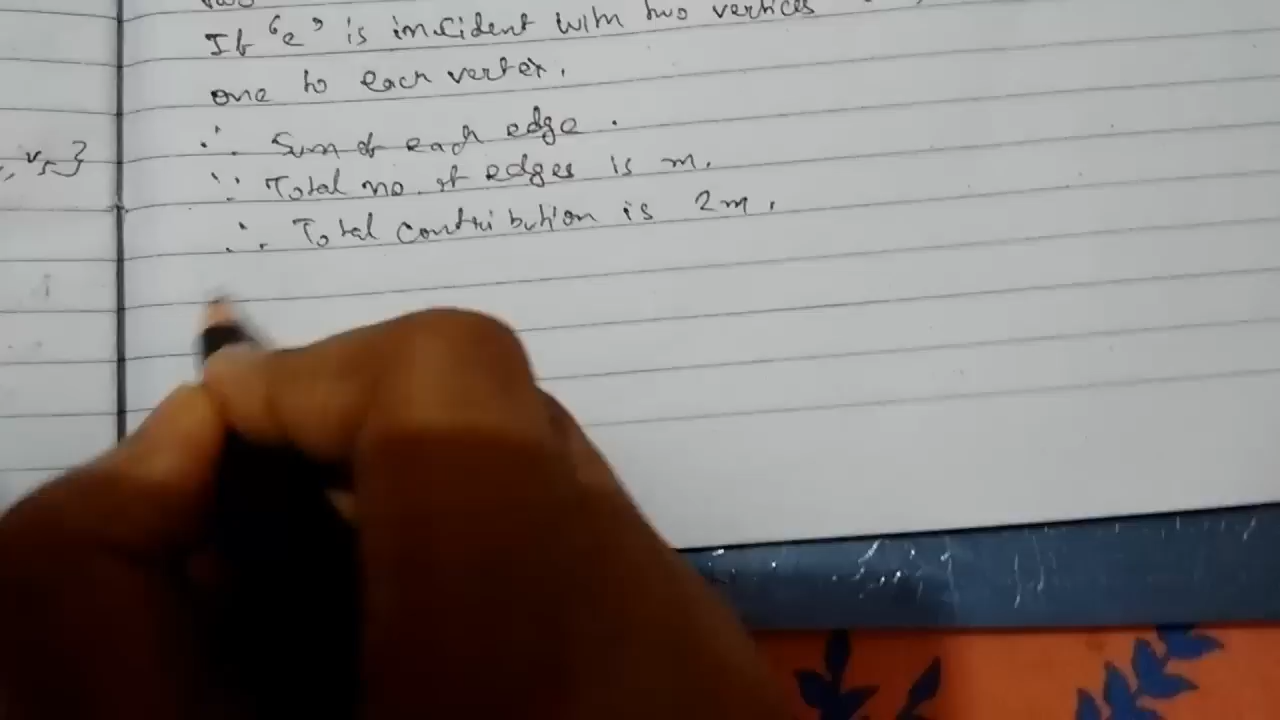 If 'e' is incident with two vertices
one to each vertex.
∴ Sum of each edge.
∵ Total no. of edges is m.
∴ Total contribution is 2m.
, v5}